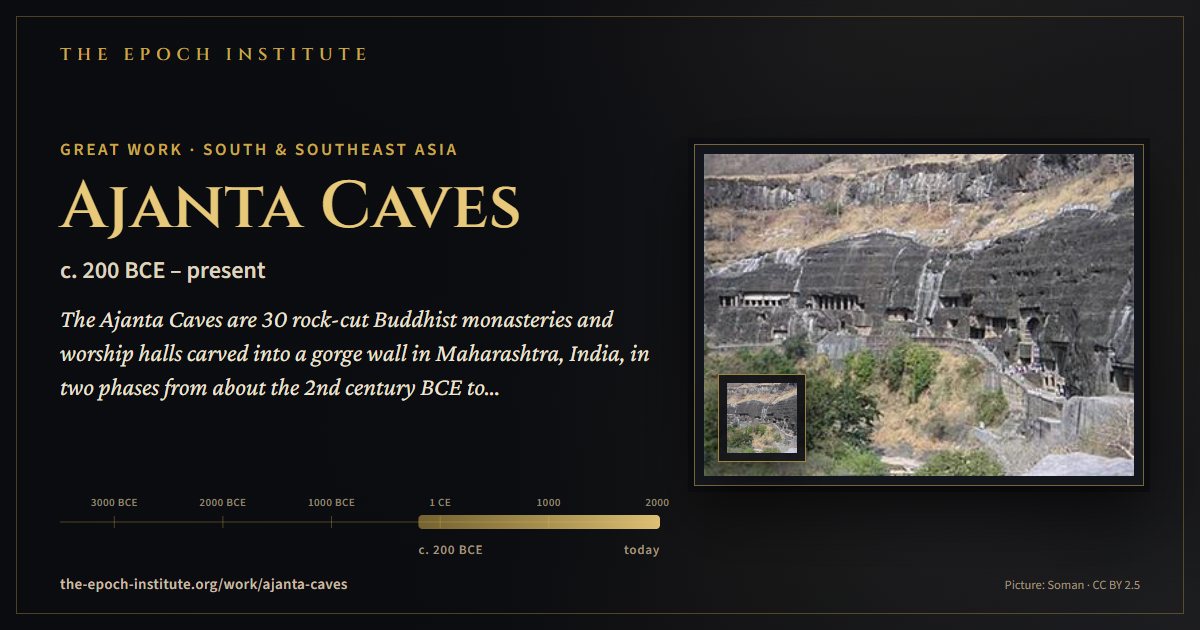 THE EPOCH INSTITUTE
GREAT WORK · SOUTH & SOUTHEAST ASIA
AJANTA CAVES
c. 200 BCE – present
The Ajanta Caves are 30 rock-cut Buddhist monasteries and
worship halls carved into a gorge wall in Maharashtra, India, in
two phases from about the 2nd century BCE to...
3000 BCE 2000 BCE 1000 BCE 1 CE 1000 2000
c. 200 BCE today
the-epoch-institute.org/work/ajanta-caves
Picture: Soman · CC BY 2.5